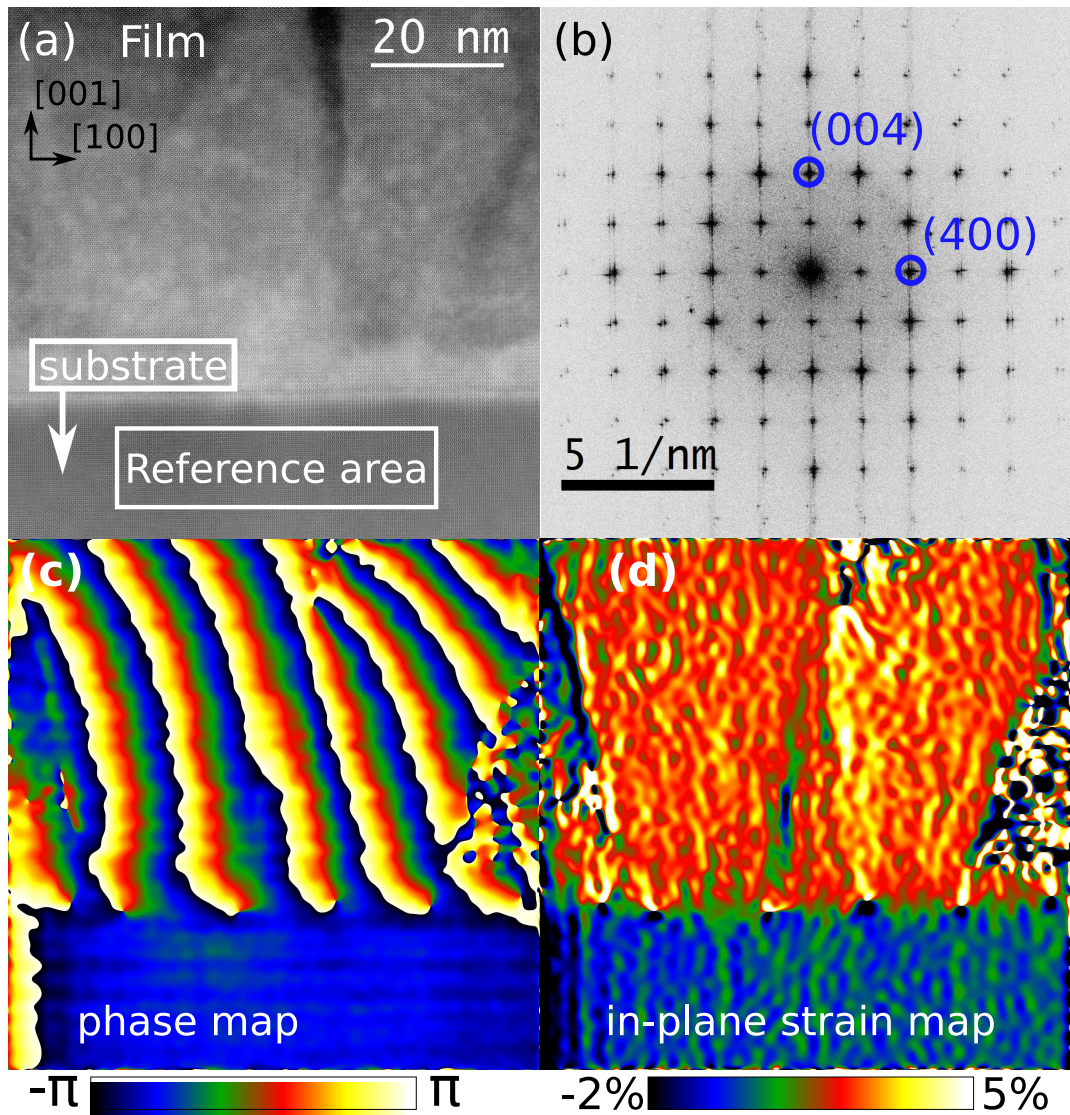 (a) Film 20 nm
[001]
[100]
substrate
Reference area
(b)
(004)
(400)
5 1/nm
(c)
phase map
-π π
(d)
in-plane strain map
-2% 5%